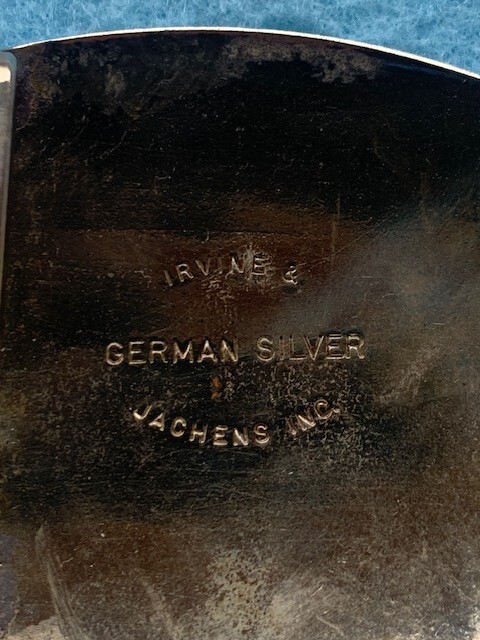 IRVINE &
GERMAN SILVER
JACHENS INC.